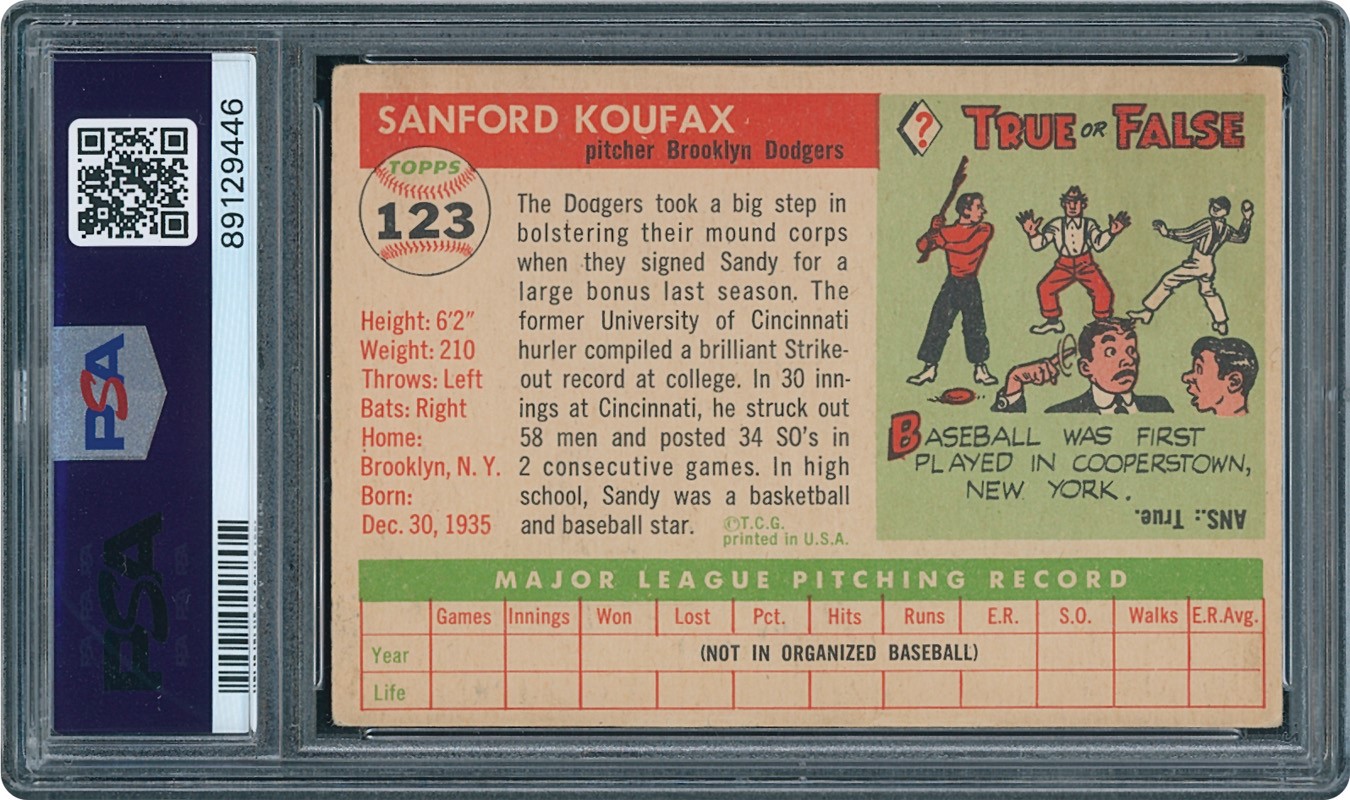 PSA
89129446
PSA
SANFORD KOUFAX
pitcher Brooklyn Dodgers
TOPPS
123
Height: 6'2"
Weight: 210
Throws: Left
Bats: Right
Home:
Brooklyn, N. Y.
Born:
Dec. 30, 1935
The Dodgers took a big step in
bolstering their mound corps
when they signed Sandy for a
large bonus last season. The
former University of Cincinnati
hurler compiled a brilliant Strike-
out record at college. In 30 inn-
ings at Cincinnati, he struck out
58 men and posted 34 SO's in
2 consecutive games. In high
school, Sandy was a basketball
and baseball star.
©T.C.G.
printed in U.S.A.
?
TRUE OR FALSE
BASEBALL WAS FIRST
PLAYED IN COOPERSTOWN,
NEW YORK.
ANS.: True.
MAJOR LEAGUE PITCHING RECORD
Games Innings Won Lost Pct. Hits Runs E.R. S.O. Walks E.R.Avg.
Year (NOT IN ORGANIZED BASEBALL)
Life